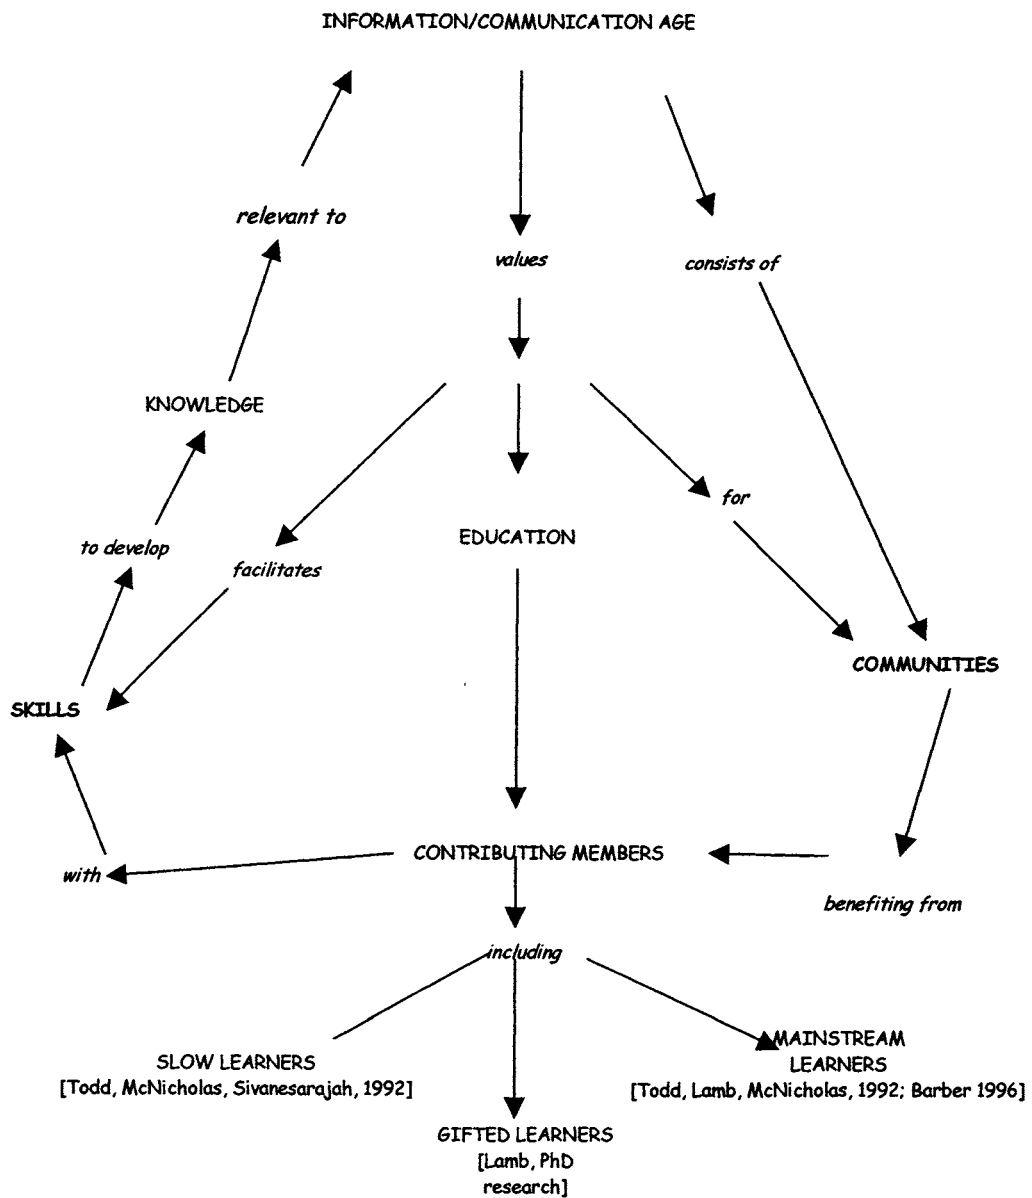 INFORMATION/COMMUNICATION AGE
relevant to
values
consists of
KNOWLEDGE
for
EDUCATION
to develop
facilitates
COMMUNITIES
SKILLS
CONTRIBUTING MEMBERS
with
benefiting from
including
SLOW LEARNERS
[Todd, McNicholas, Sivanesarajah, 1992]
MAINSTREAM
LEARNERS
[Todd, Lamb, McNicholas, 1992; Barber 1996]
GIFTED LEARNERS
[Lamb, PhD
research]